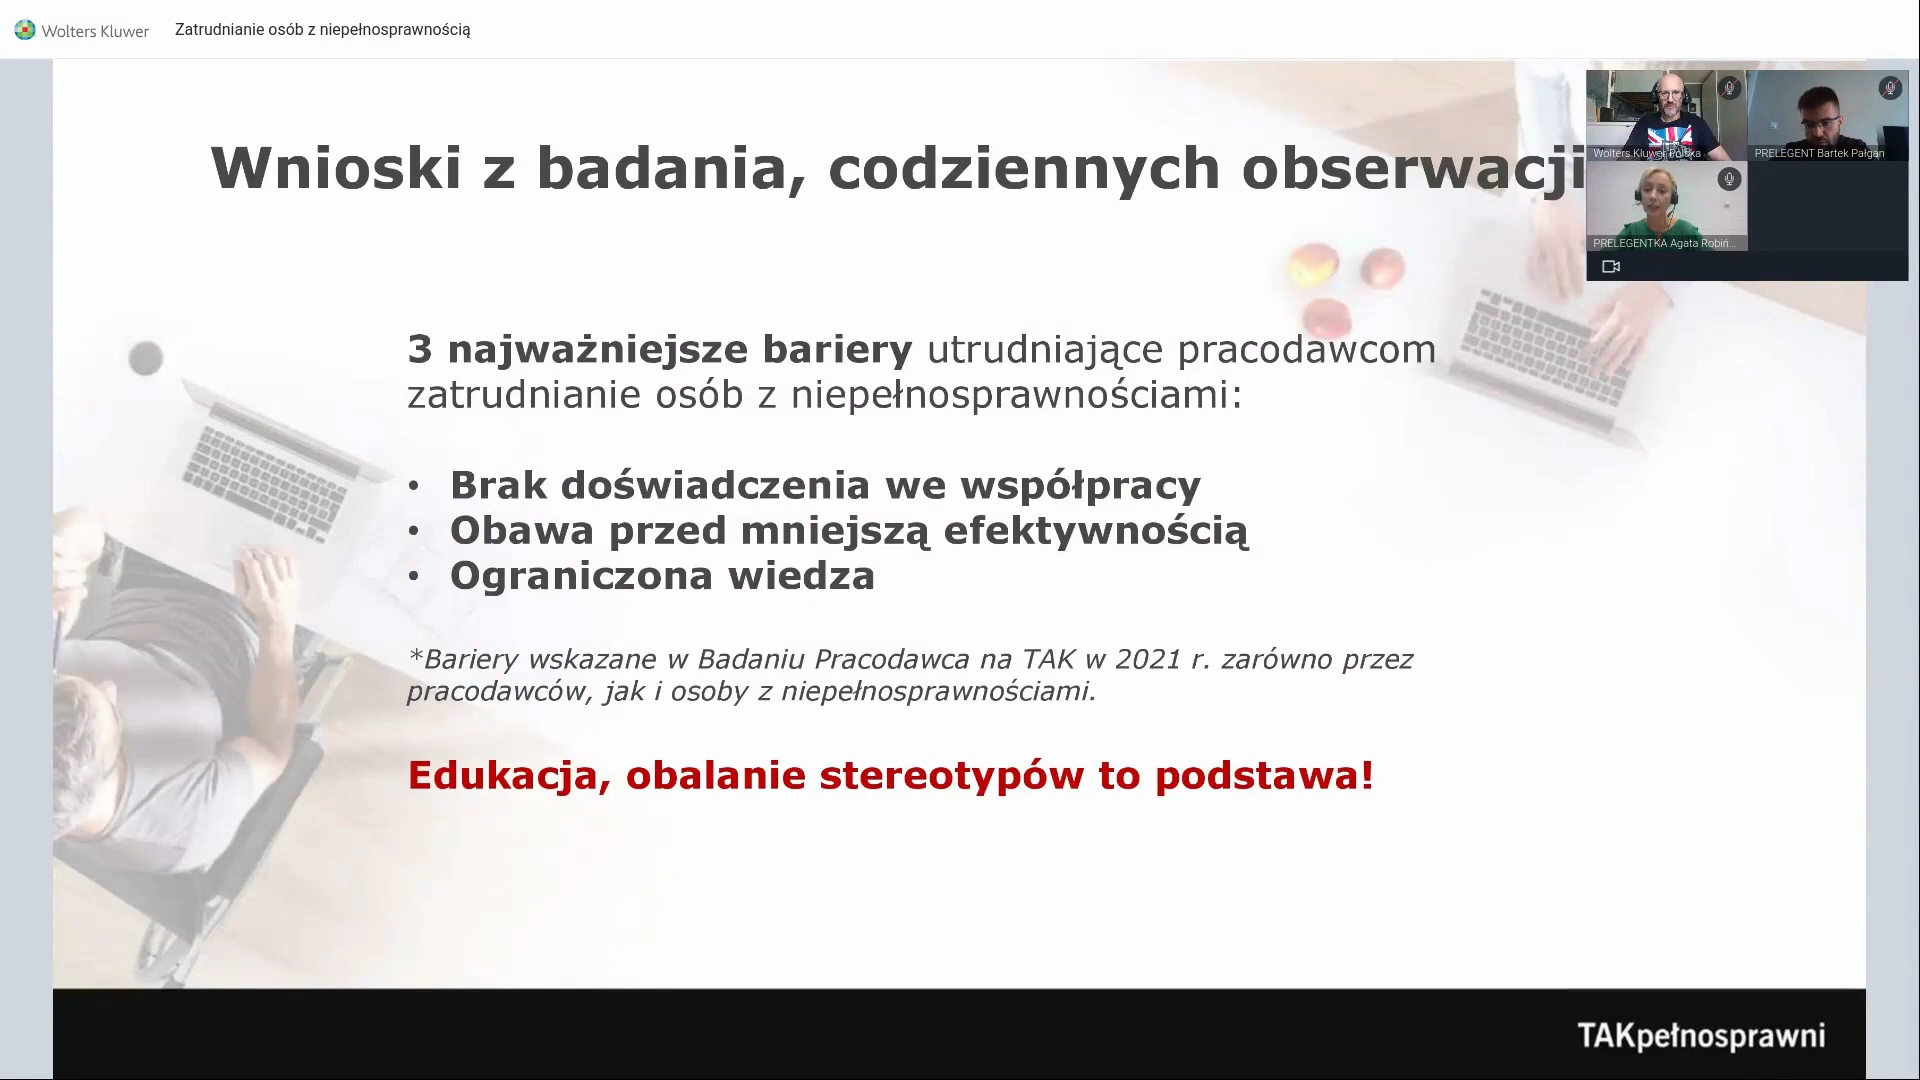 Wolters Kluwer
Zatrudnianie osób z niepełnosprawnością
Wnioski z badania, codziennych obserwacji
Wolters Kluwer Polska
PRELEGENT Bartek Pałgan
PRELEGENTKA Agata Robiń...
3 najważniejsze bariery utrudniające pracodawcom
zatrudnianie osób z niepełnosprawnościami:
• Brak doświadczenia we współpracy
• Obawa przed mniejszą efektywnością
• Ograniczona wiedza
*Bariery wskazane w Badaniu Pracodawca na TAK w 2021 r. zarówno przez
pracodawców, jak i osoby z niepełnosprawnościami.
Edukacja, obalanie stereotypów to podstawa!
TAKpełnosprawni